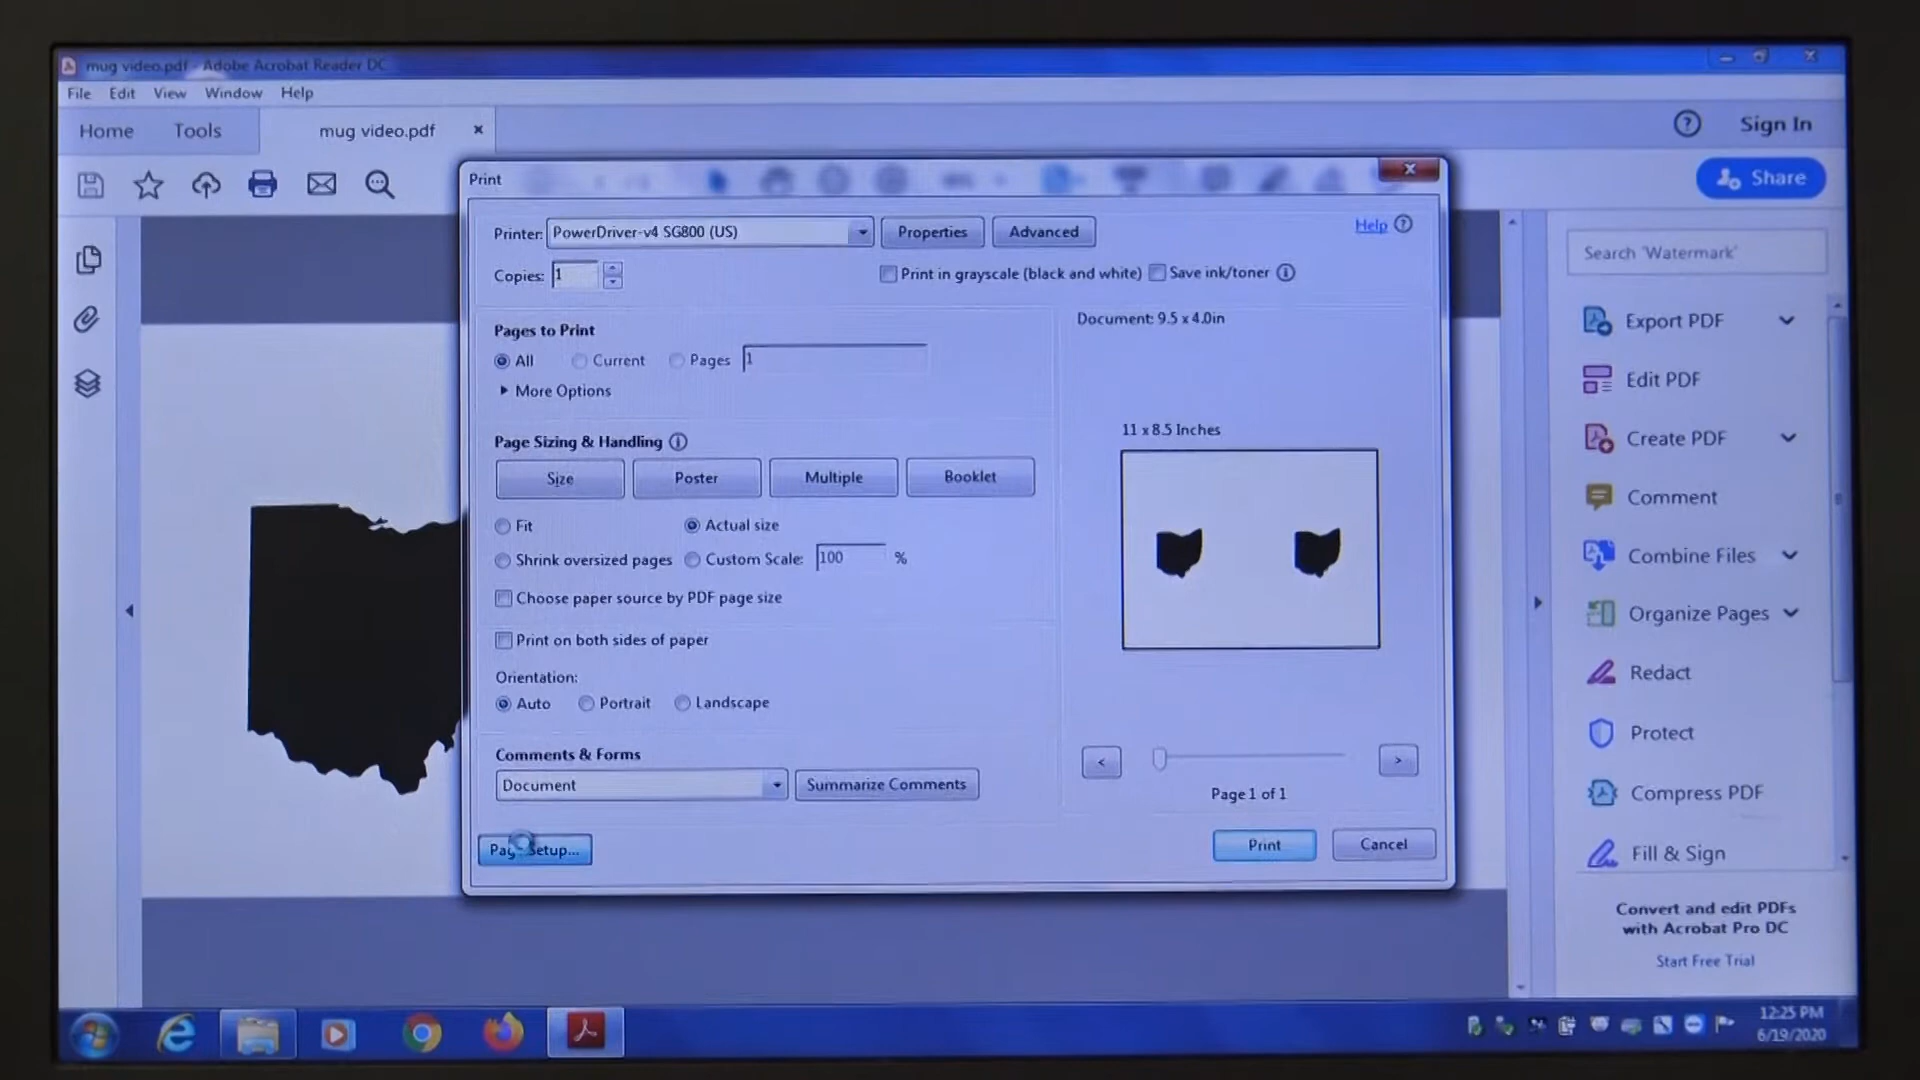 mug video.pdf - Adobe Acrobat Reader DC
File Edit View Window Help
Home Tools mug video.pdf ×
Sign In
Share
Print
Printer: PowerDriver-v4 SG800 (US) Properties Advanced Help
Copies: 1 Print in grayscale (black and white) Save ink/toner
Pages to Print
All Current Pages 1
More Options
Page Sizing & Handling
Size Poster Multiple Booklet
Fit Actual size
Shrink oversized pages Custom Scale: 100 %
Choose paper source by PDF page size
Print on both sides of paper
Orientation:
Auto Portrait Landscape
Comments & Forms
Document Summarize Comments
Page Setup...
Document: 9.5 x 4.0in
11 x 8.5 Inches
< >
Page 1 of 1
Print Cancel
Search 'Watermark'
Export PDF
Edit PDF
Create PDF
Comment
Combine Files
Organize Pages
Redact
Protect
Compress PDF
Fill & Sign
Convert and edit PDFs
with Acrobat Pro DC
Start Free Trial
12:25 PM
6/19/2020